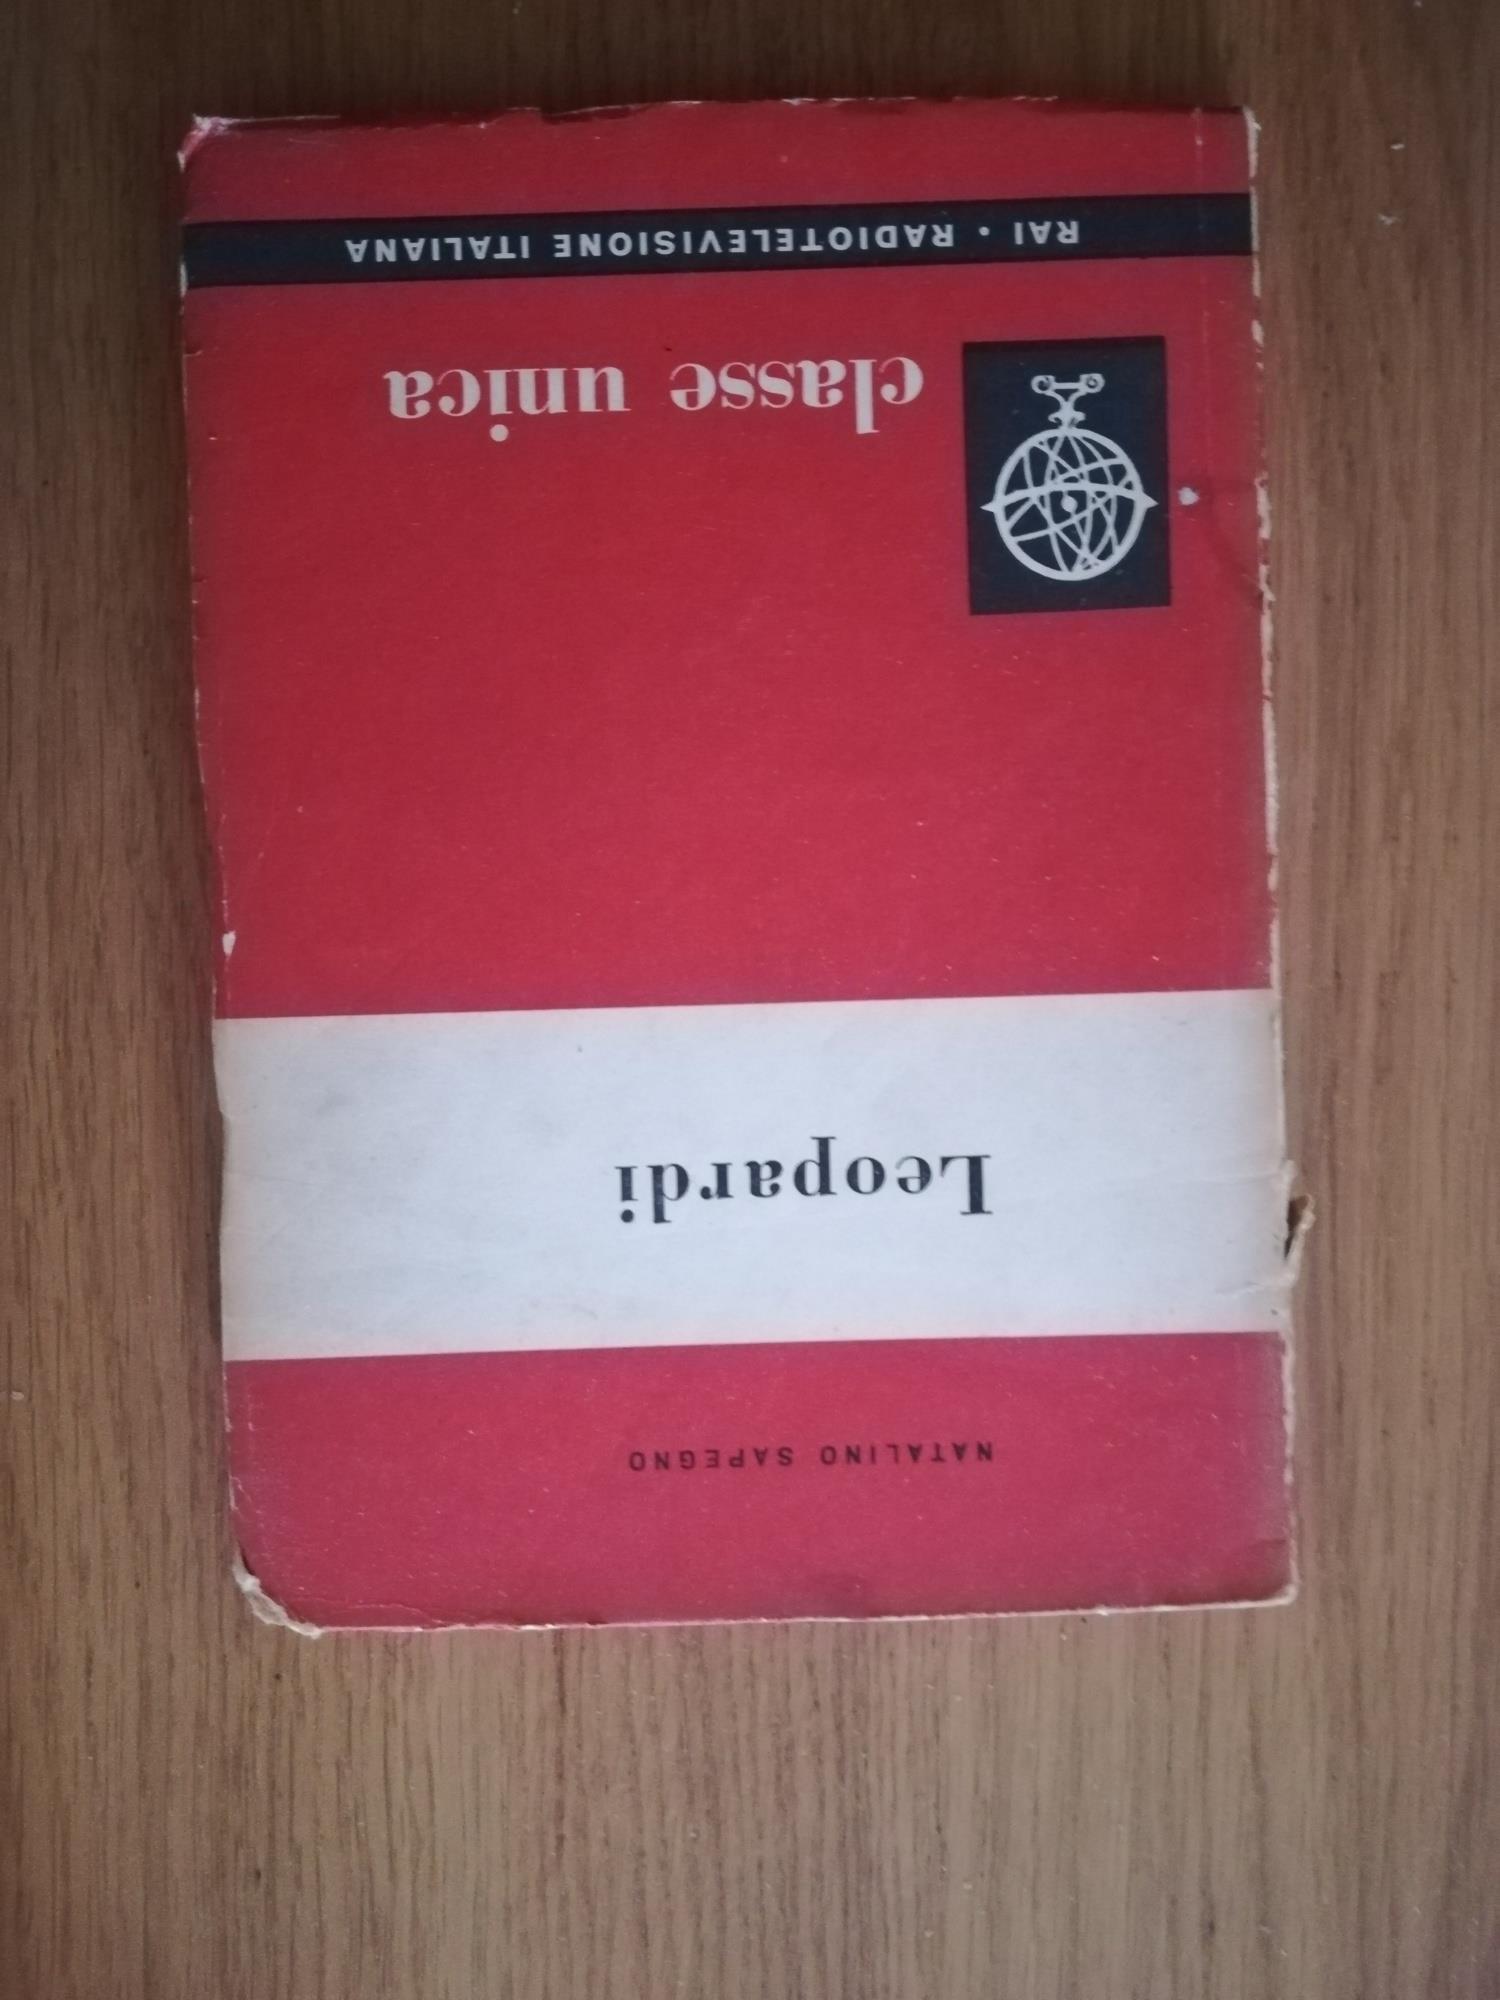 NATALINO SAPEGNO
Leopardi
classe unica
RAI • RADIOTELEVISIONE ITALIANA